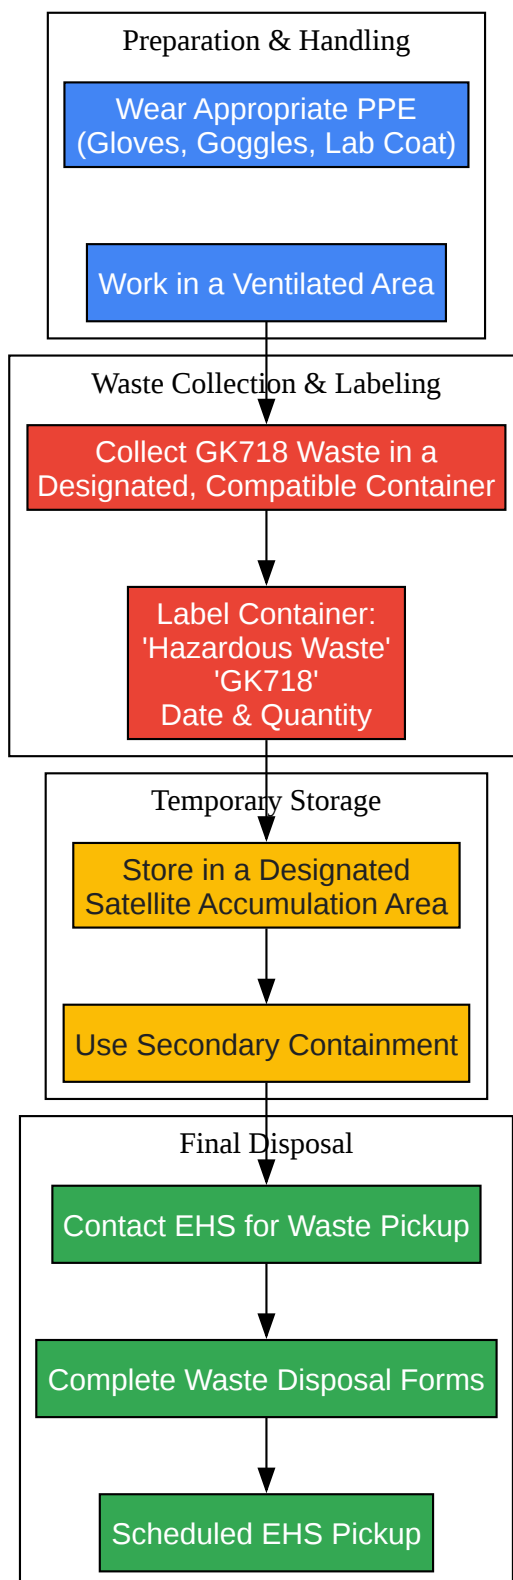 Preparation & Handling
Wear Appropriate PPE
(Gloves, Goggles, Lab Coat)
Work in a Ventilated Area
Waste Collection & Labeling
Collect GK718 Waste in a
Designated, Compatible Container
Label Container:
'Hazardous Waste'
'GK718'
Date & Quantity
Temporary Storage
Store in a Designated
Satellite Accumulation Area
Use Secondary Containment
Final Disposal
Contact EHS for Waste Pickup
Complete Waste Disposal Forms
Scheduled EHS Pickup